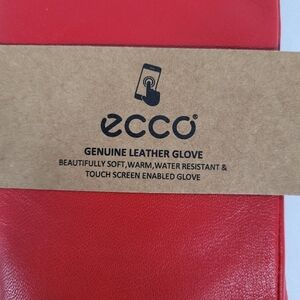 ecco®
GENUINE LEATHER GLOVE
BEAUTIFULLY SOFT,WARM,WATER RESISTANT &
TOUCH SCREEN ENABLED GLOVE